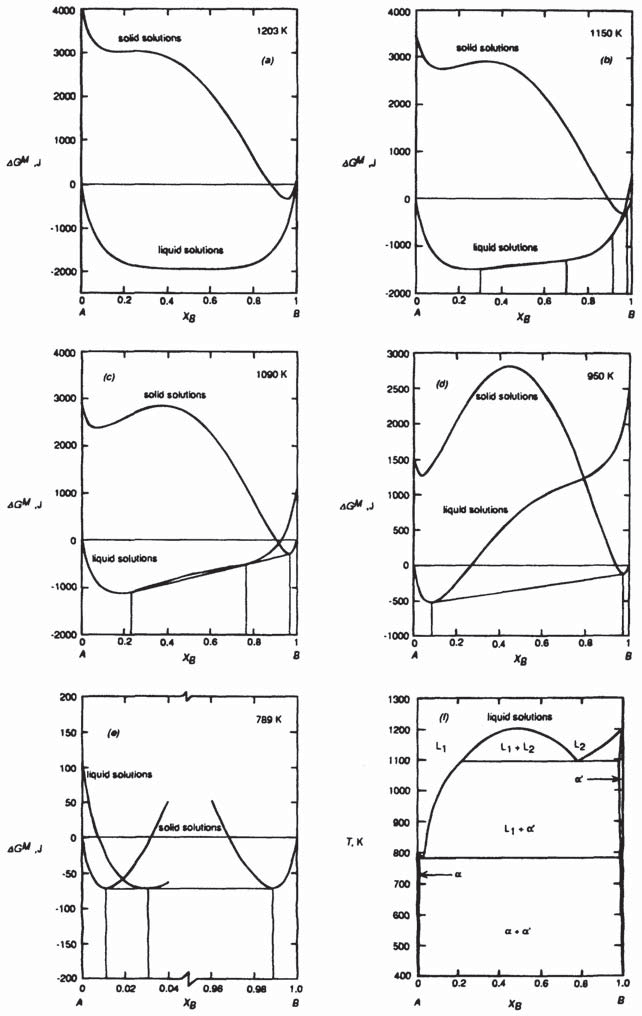 4000
3000
2000
1000
0
-1000
-2000
ΔGᴹ ,J
solid solutions
1203 K
(a)
liquid solutions
0 0.2 0.4 0.6 0.8 1
A X_B B
4000
3000
2000
1000
0
-1000
-2000
ΔGᴹ ,J
1150 K
solid solutions
(b)
liquid solutions
0 0.2 0.4 0.6 0.8 1
A X_B B
4000
3000
2000
1000
0
-1000
-2000
ΔGᴹ ,J
(c)
1090 K
solid solutions
liquid solutions
0 0.2 0.4 0.6 0.8 1
A X_B B
3000
2500
2000
1500
1000
500
0
-500
-1000
ΔGᴹ ,J
(d)
950 K
solid solutions
liquid solutions
0 0.2 0.4 0.6 0.8 1
A X_B B
200
150
100
50
0
-50
-100
-150
-200
ΔGᴹ ,J
789 K
(e)
liquid solutions
solid solutions
0 0.02 0.04 0.96 0.98 1.0
A X_B B
1300
1200
1100
1000
900
800
700
600
500
400
T, K
(f)
liquid solutions
L₁ L₁ + L₂ L₂
α'
L₁ + α'
α
α + α'
0 0.2 0.4 0.6 0.8 1.0
A X_B B